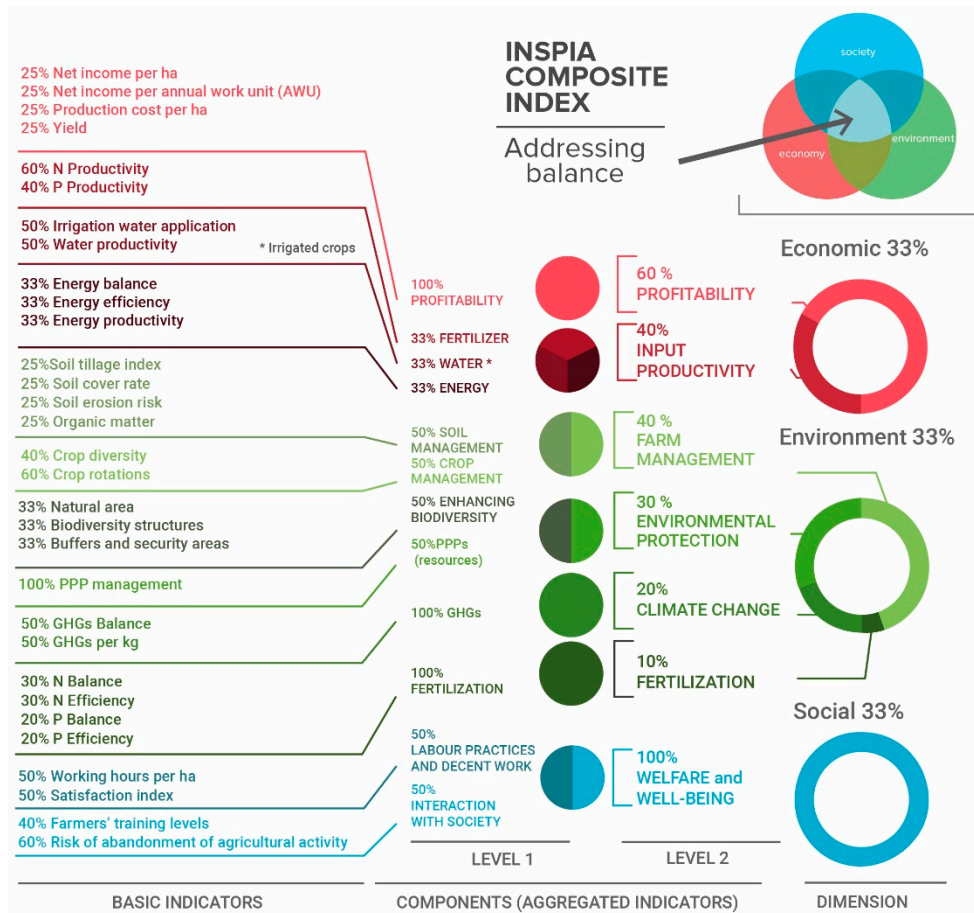 INSPIA
COMPOSITE
INDEX
Addressing
balance
society
economy
environment
25% Net income per ha
25% Net income per annual work unit (AWU)
25% Production cost per ha
25% Yield
60% N Productivity
40% P Productivity
50% Irrigation water application
50% Water productivity
* Irrigated crops
33% Energy balance
33% Energy efficiency
33% Energy productivity
25%Soil tillage index
25% Soil cover rate
25% Soil erosion risk
25% Organic matter
40% Crop diversity
60% Crop rotations
33% Natural area
33% Biodiversity structures
33% Buffers and security areas
100% PPP management
50% GHGs Balance
50% GHGs per kg
30% N Balance
30% N Efficiency
20% P Balance
20% P Efficiency
50% Working hours per ha
50% Satisfaction index
40% Farmers' training levels
60% Risk of abandonment of agricultural activity
BASIC INDICATORS
100%
PROFITABILITY
33% FERTILIZER
33% WATER *
33% ENERGY
50% SOIL
MANAGEMENT
50% CROP
MANAGEMENT
50% ENHANCING
BIODIVERSITY
50%PPPs
(resources)
100% GHGs
100%
FERTILIZATION
50%
LABOUR PRACTICES
AND DECENT WORK
50%
INTERACTION
WITH SOCIETY
LEVEL 1
60 %
PROFITABILITY
40%
INPUT
PRODUCTIVITY
40 %
FARM
MANAGEMENT
30 %
ENVIRONMENTAL
PROTECTION
20%
CLIMATE CHANGE
10%
FERTILIZATION
100%
WELFARE and
WELL-BEING
LEVEL 2
COMPONENTS (AGGREGATED INDICATORS)
Economic 33%
Environment 33%
Social 33%
DIMENSION